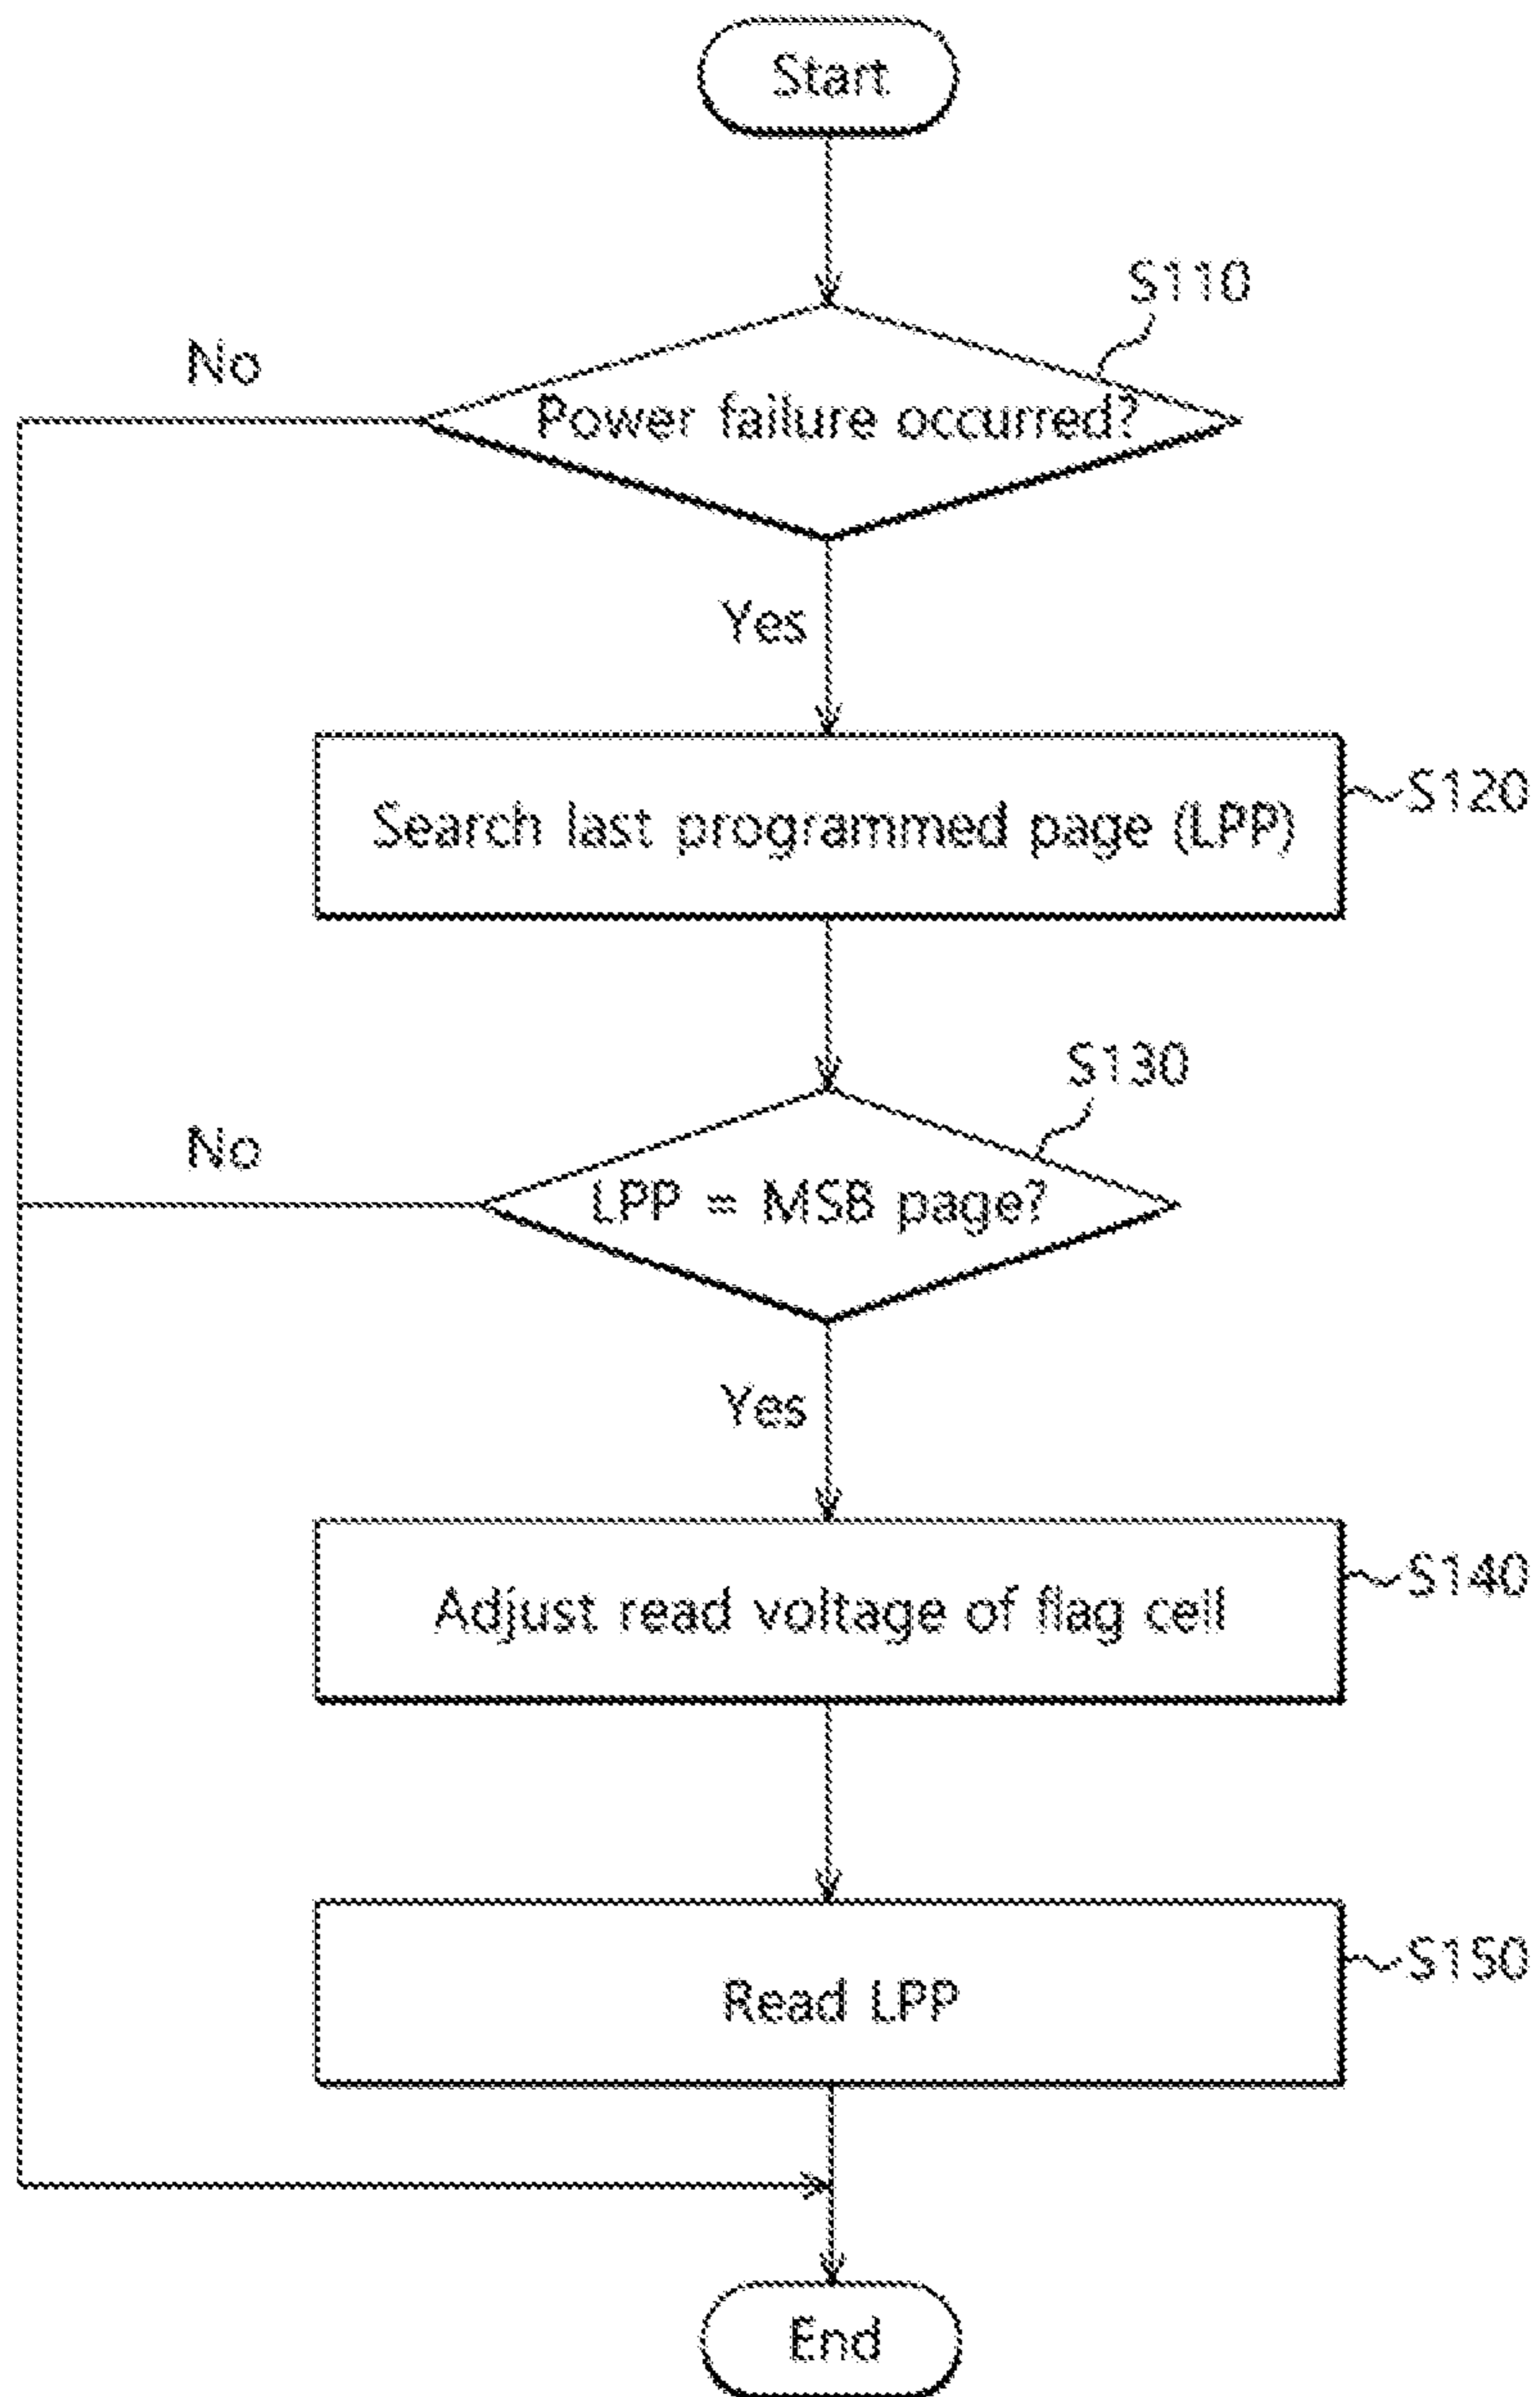 Start
S110
No
Power failure occurred?
Yes
S120
Search last programmed page (LPP)
S130
No
LPP = MSB page?
Yes
S140
Adjust read voltage of flag cell
S150
Read LPP
End